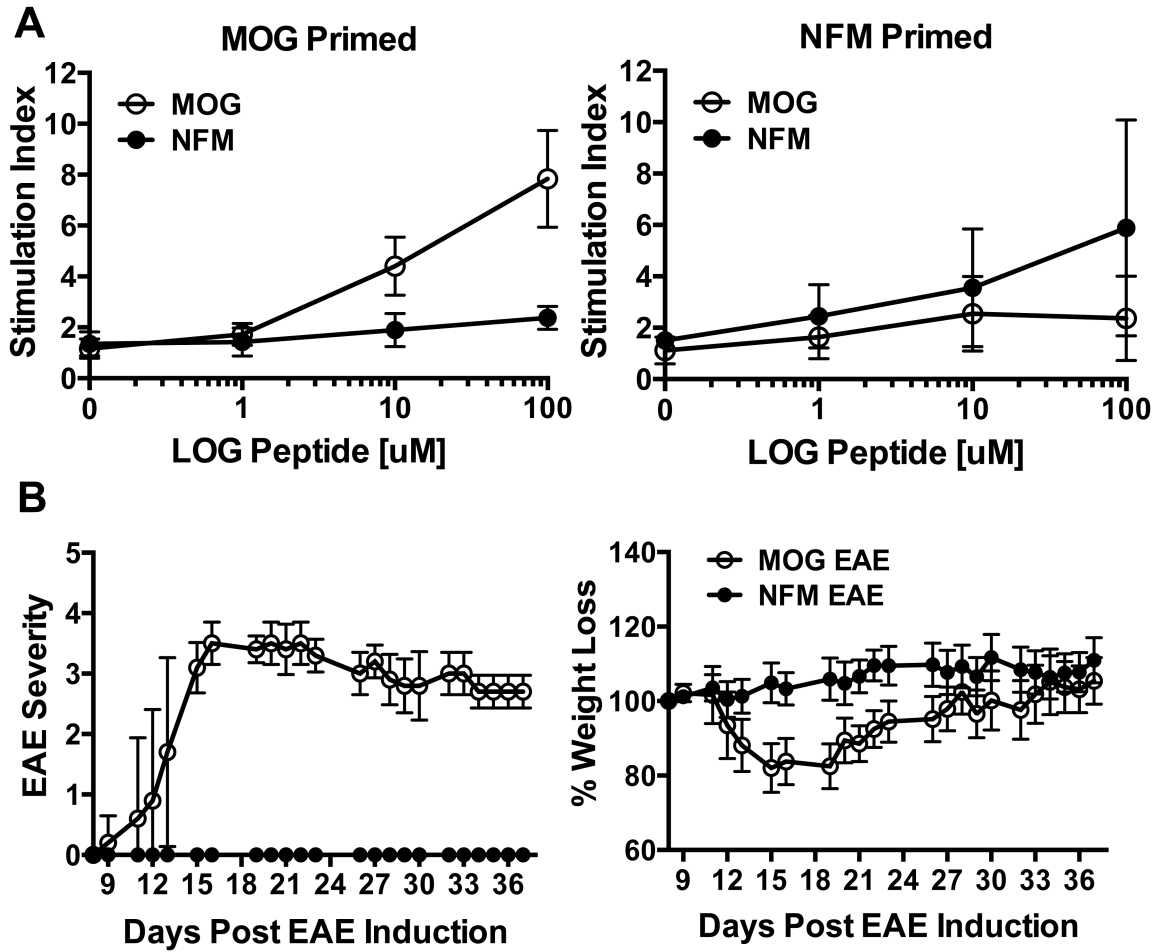 A
MOG Primed
NFM Primed
MOG
NFM
MOG
NFM
Stimulation Index
12
10
8
6
4
2
0
0 1 10 100
LOG Peptide [uM]
Stimulation Index
12
10
8
6
4
2
0
0 1 10 100
LOG Peptide [uM]
B
EAE Severity
5
4
3
2
1
0
9 12 15 18 21 24 27 30 33 36
Days Post EAE Induction
MOG EAE
NFM EAE
% Weight Loss
140
120
100
80
60
9 12 15 18 21 24 27 30 33 36
Days Post EAE Induction